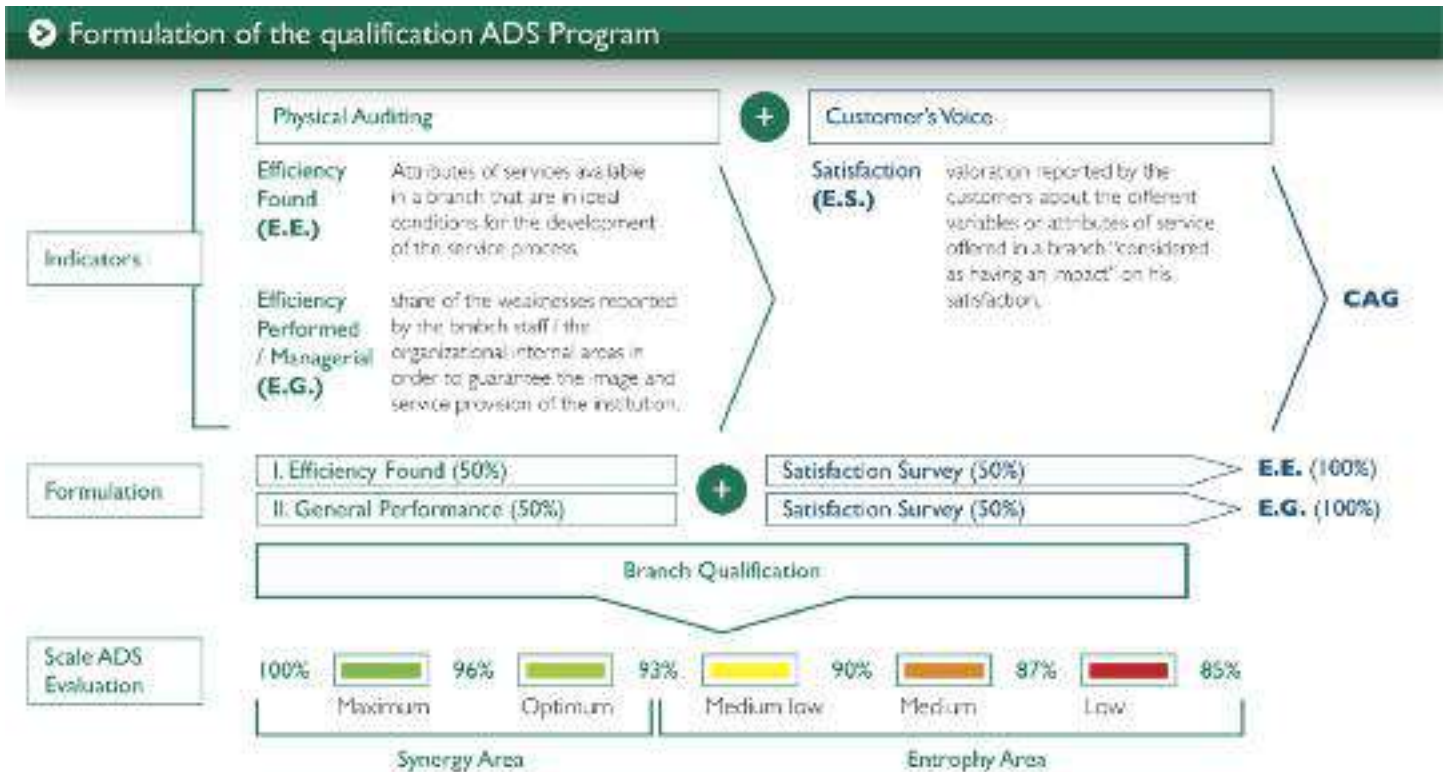 Formulation of the qualification ADS Program
Physical Auditing
+
Customer's Voice
Indicators
Efficiency
Found
(E.E.)
Attributes of services available
in a branch that are in ideal
conditions for the development
of the service process.
Efficiency
Performed
/ Managerial
(E.G.)
share of the weaknesses reported
by the brabch staff / the
organizational internal areas in
order to guarantee the image and
service provision of the institution.
Satisfaction
(E.S.)
valoration reported by the
customers about the different
variables or attributes of service
offered in a branch "considered
as having an impact" on his
satisfaction.
CAG
Formulation
I. Efficiency Found (50%)
II. General Performance (50%)
+
Satisfaction Survey (50%)
Satisfaction Survey (50%)
E.E. (100%)
E.G. (100%)
Branch Qualification
Scale ADS
Evaluation
100% 96% 93% 90% 87% 85%
Maximum Optimum Medium low Medium Low
Synergy Area Entrophy Area